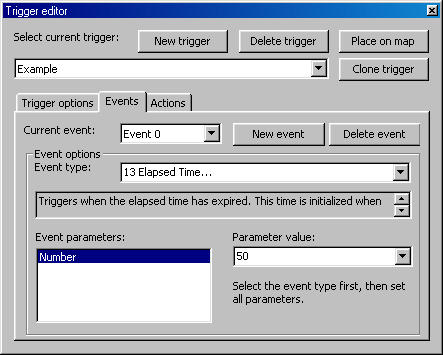 Trigger editor
Select current trigger:
New trigger
Delete trigger
Place on map
Example
Clone trigger
Trigger options
Events
Actions
Current event:
Event 0
New event
Delete event
Event options
Event type:
13 Elapsed Time...
Triggers when the elapsed time has expired. This time is initialized when
Event parameters:
Parameter value:
Number
50
Select the event type first, then set
all parameters.